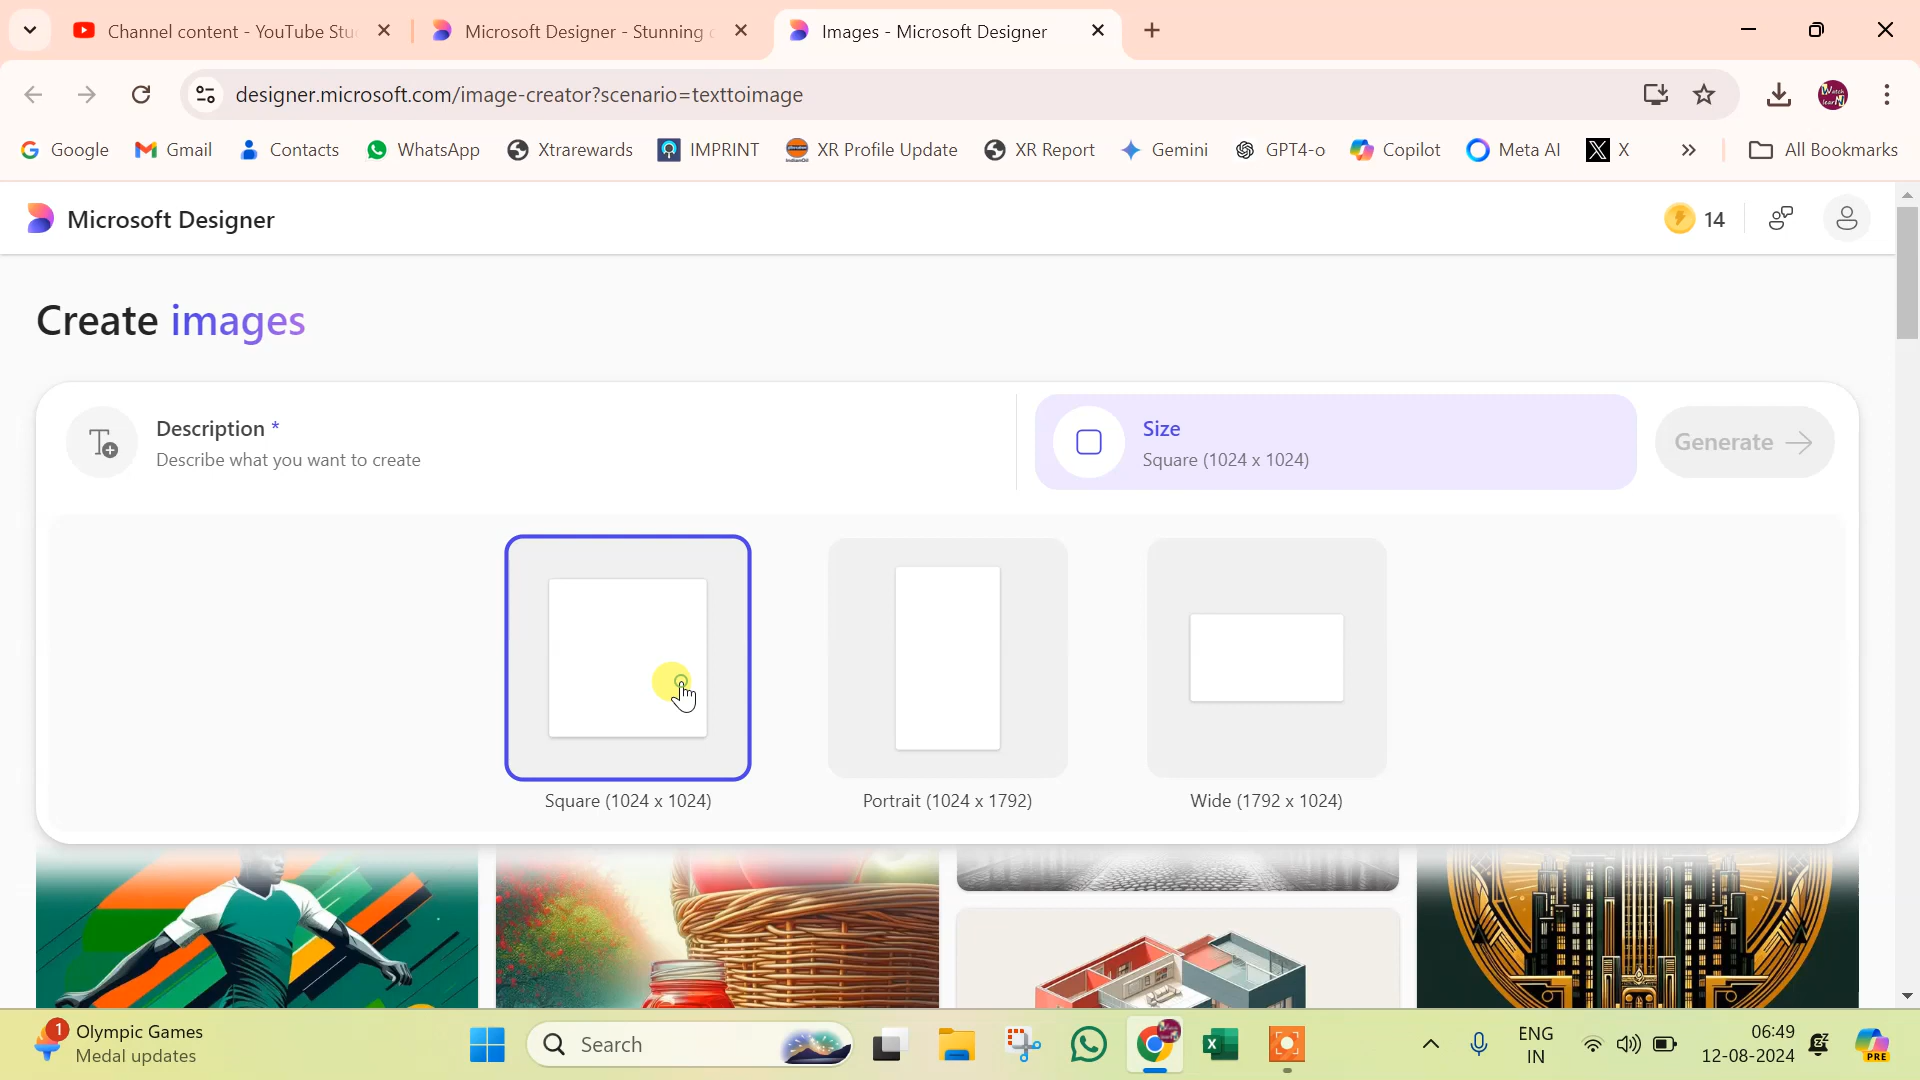 Channel content - YouTube Stu
Microsoft Designer - Stunning
Images - Microsoft Designer
designer.microsoft.com/image-creator?scenario=texttoimage
Google Gmail Contacts WhatsApp Xtrarewards IMPRINT XR Profile Update XR Report Gemini GPT4-o Copilot Meta AI X » All Bookmarks
Microsoft Designer
14
Create images
Description *
Describe what you want to create
Size
Square (1024 x 1024)
Generate
Square (1024 x 1024)
Portrait (1024 x 1792)
Wide (1792 x 1024)
1
Olympic Games
Medal updates
Search
ENG
IN
06:49
12-08-2024
PRE